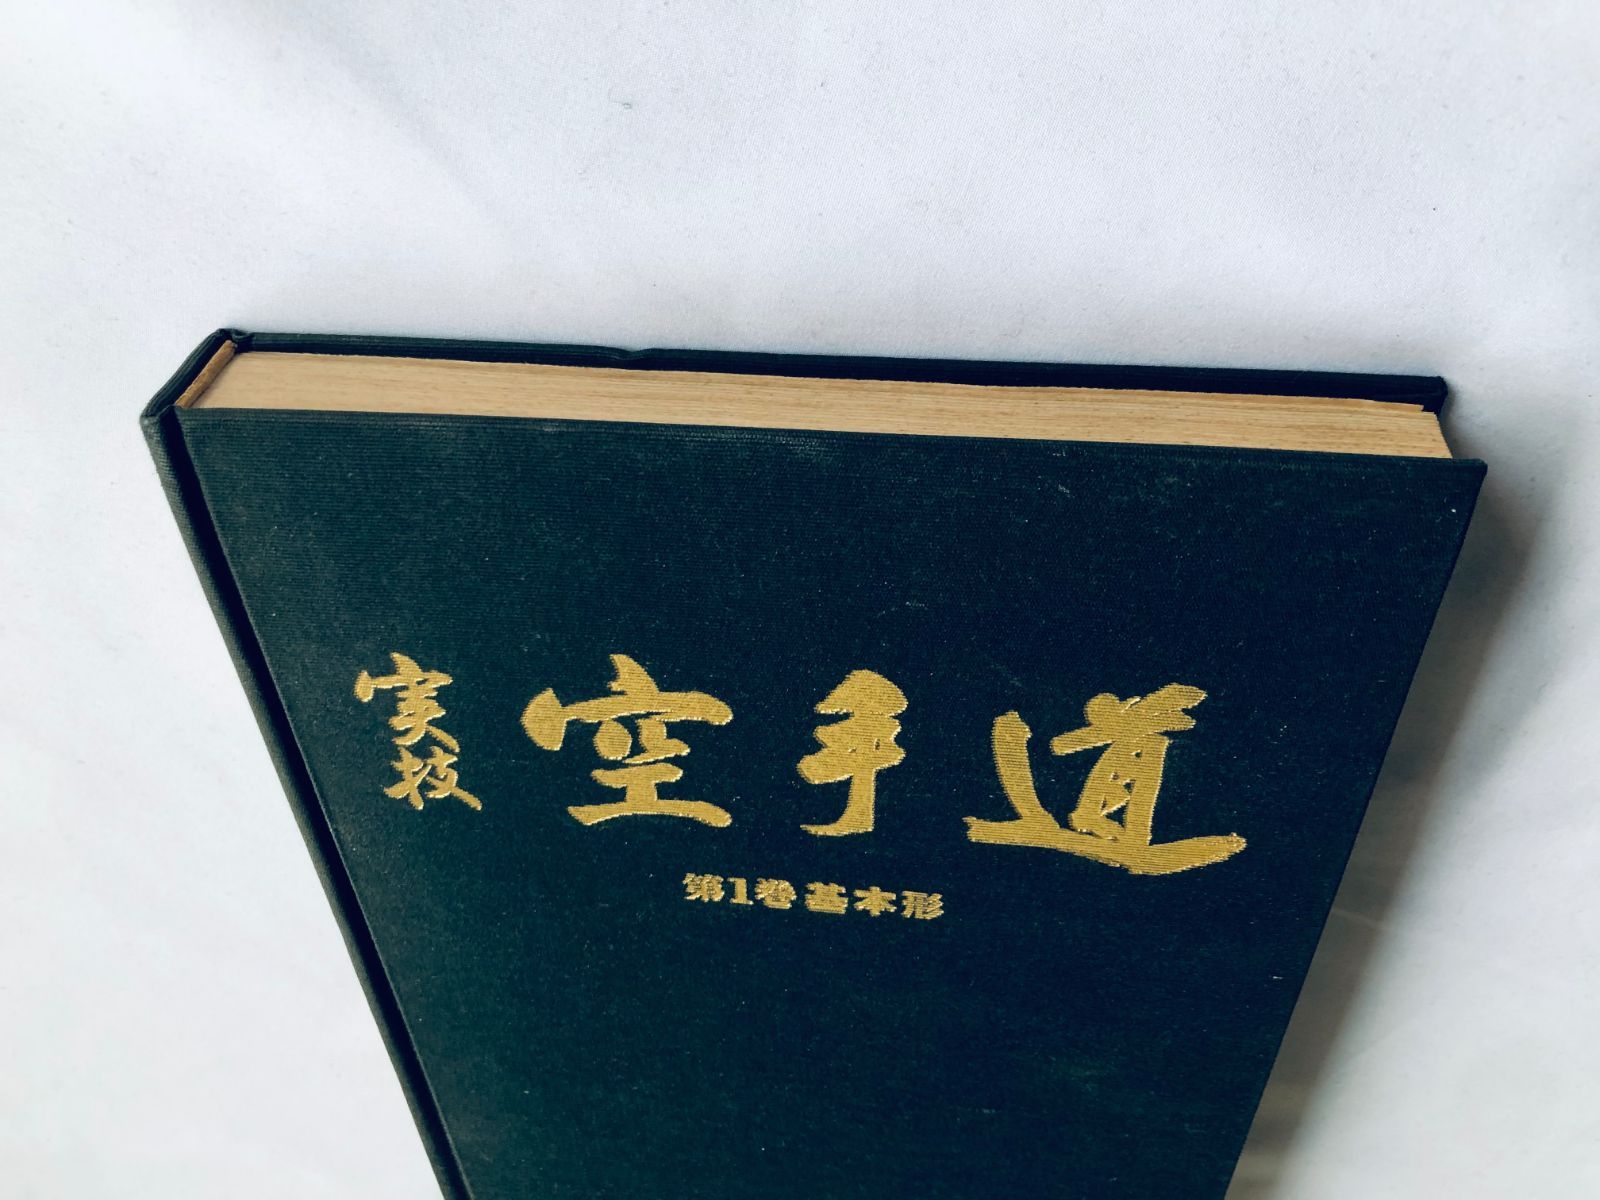 実技 空手道
第1巻 基本形